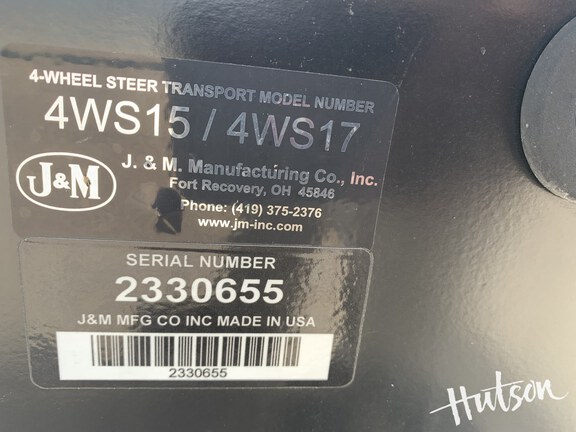 4-WHEEL STEER TRANSPORT MODEL NUMBER
4WS15 / 4WS17
J&M
J. & M. Manufacturing Co., Inc.
Fort Recovery, OH 45846
Phone: (419) 375-2376
www.jm-inc.com
SERIAL NUMBER
2330655
J&M MFG CO INC MADE IN USA
2330655
Hutson